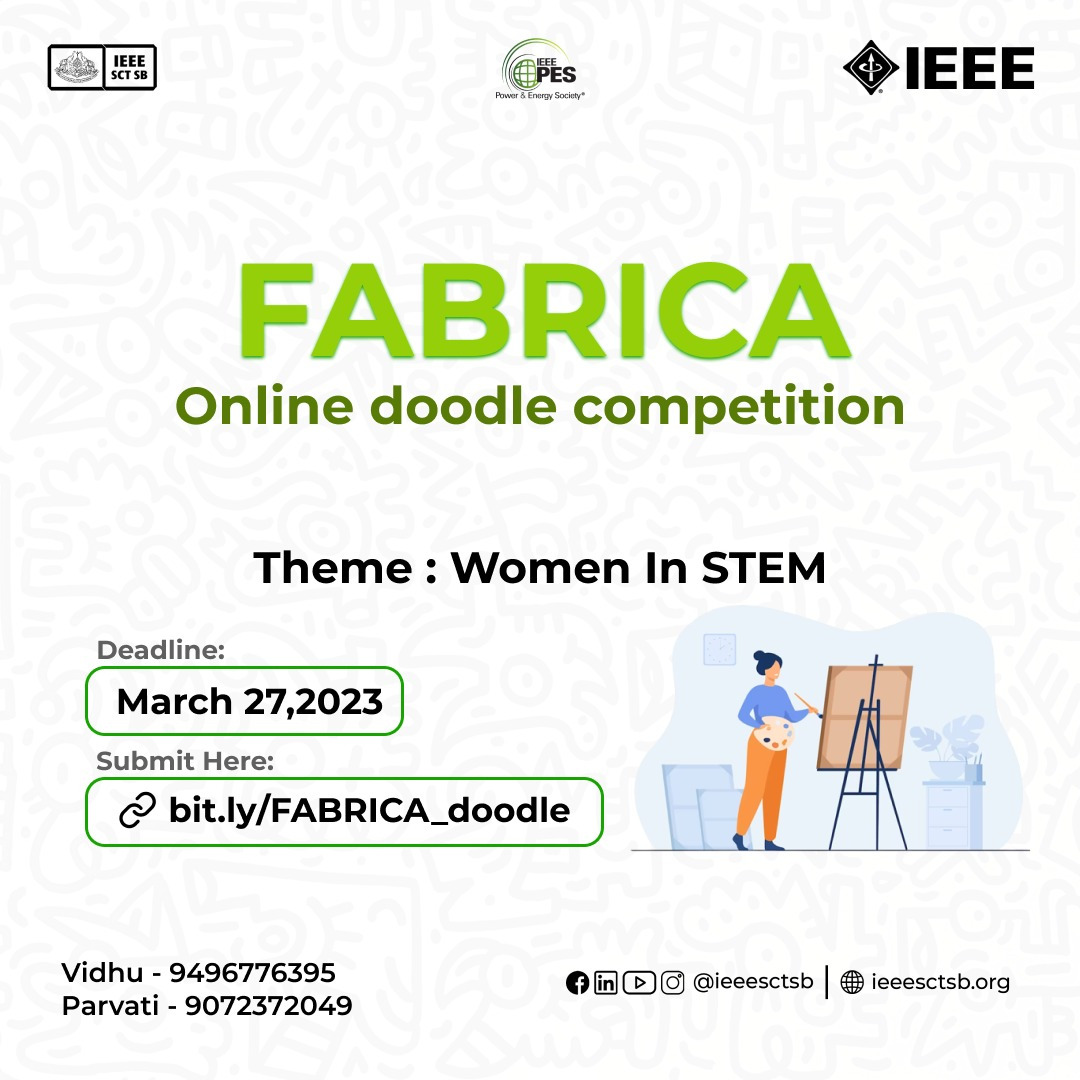 IEEE
SCT SB
IEEE
PES
Power & Energy Society®
IEEE
FABRICA
Online doodle competition
Theme : Women In STEM
Deadline:
March 27,2023
Submit Here:
bit.ly/FABRICA_doodle
Vidhu - 9496776395
Parvati - 9072372049
@ieeesctsb
ieeesctsb.org